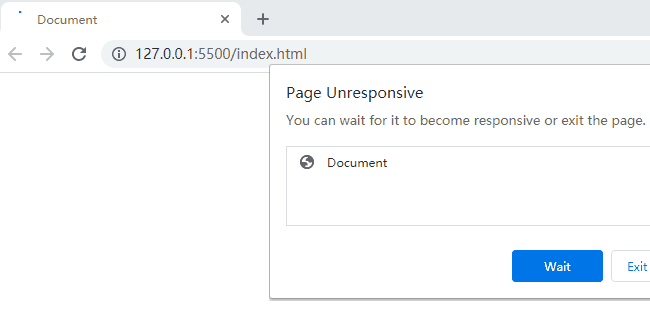 Document
127.0.0.1:5500/index.html
Page Unresponsive
You can wait for it to become responsive or exit the page.
Document
Wait
Exit